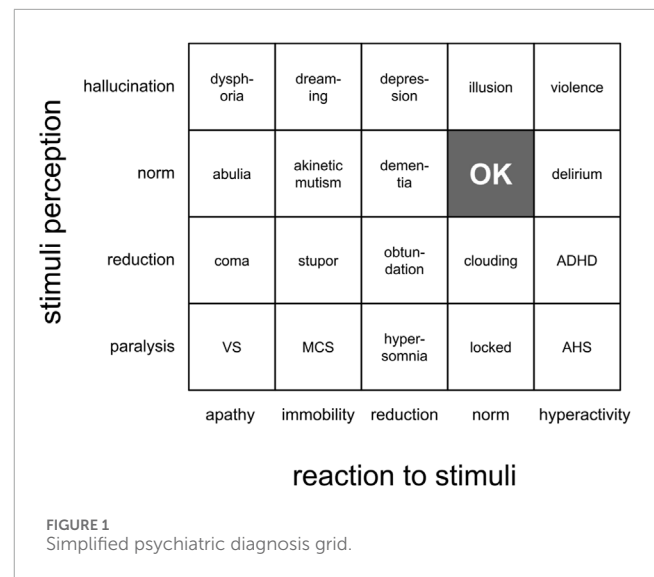 stimuli perception
hallucination
dysph-
oria
dream-
ing
depres-
sion
illusion
violence
norm
abulia
akinetic
mutism
demen-
tia
OK
delirium
reduction
coma
stupor
obtun-
dation
clouding
ADHD
paralysis
VS
MCS
hyper-
somnia
locked
AHS
apathy
immobility
reduction
norm
hyperactivity
reaction to stimuli
FIGURE 1
Simplified psychiatric diagnosis grid.